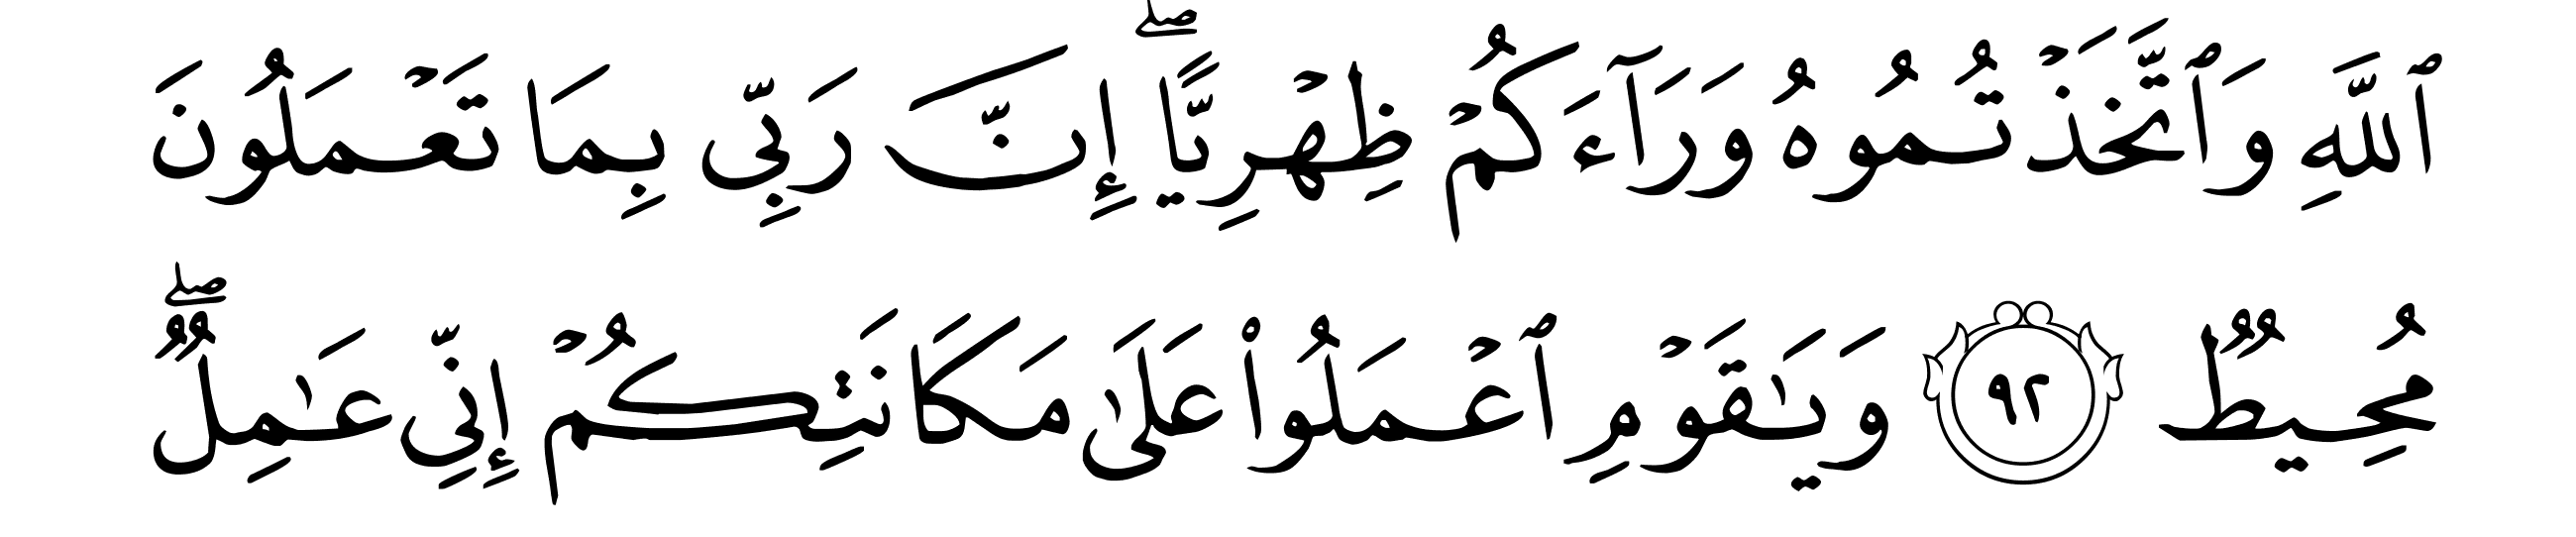 ٱللَّهِ وَٱتَّخَذۡتُمُوهُ وَرَآءَكُمۡ ظِهۡرِيًّاۖ إِنَّ رَبِّي بِمَا تَعۡمَلُونَ
مُحِيطٞ ٩٢ وَيَٰقَوۡمِ ٱعۡمَلُواْ عَلَىٰ مَكَانَتِكُمۡ إِنِّي عَٰمِلٞۖ